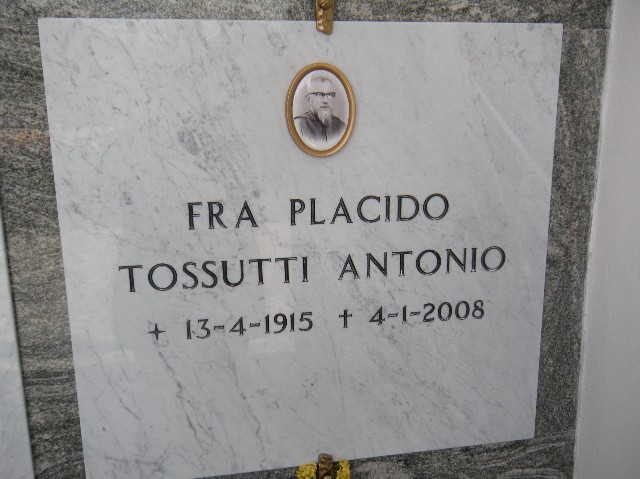 FRA PLACIDO
TOSSUTTI ANTONIO
+ 13-4-1915 † 4-1-2008